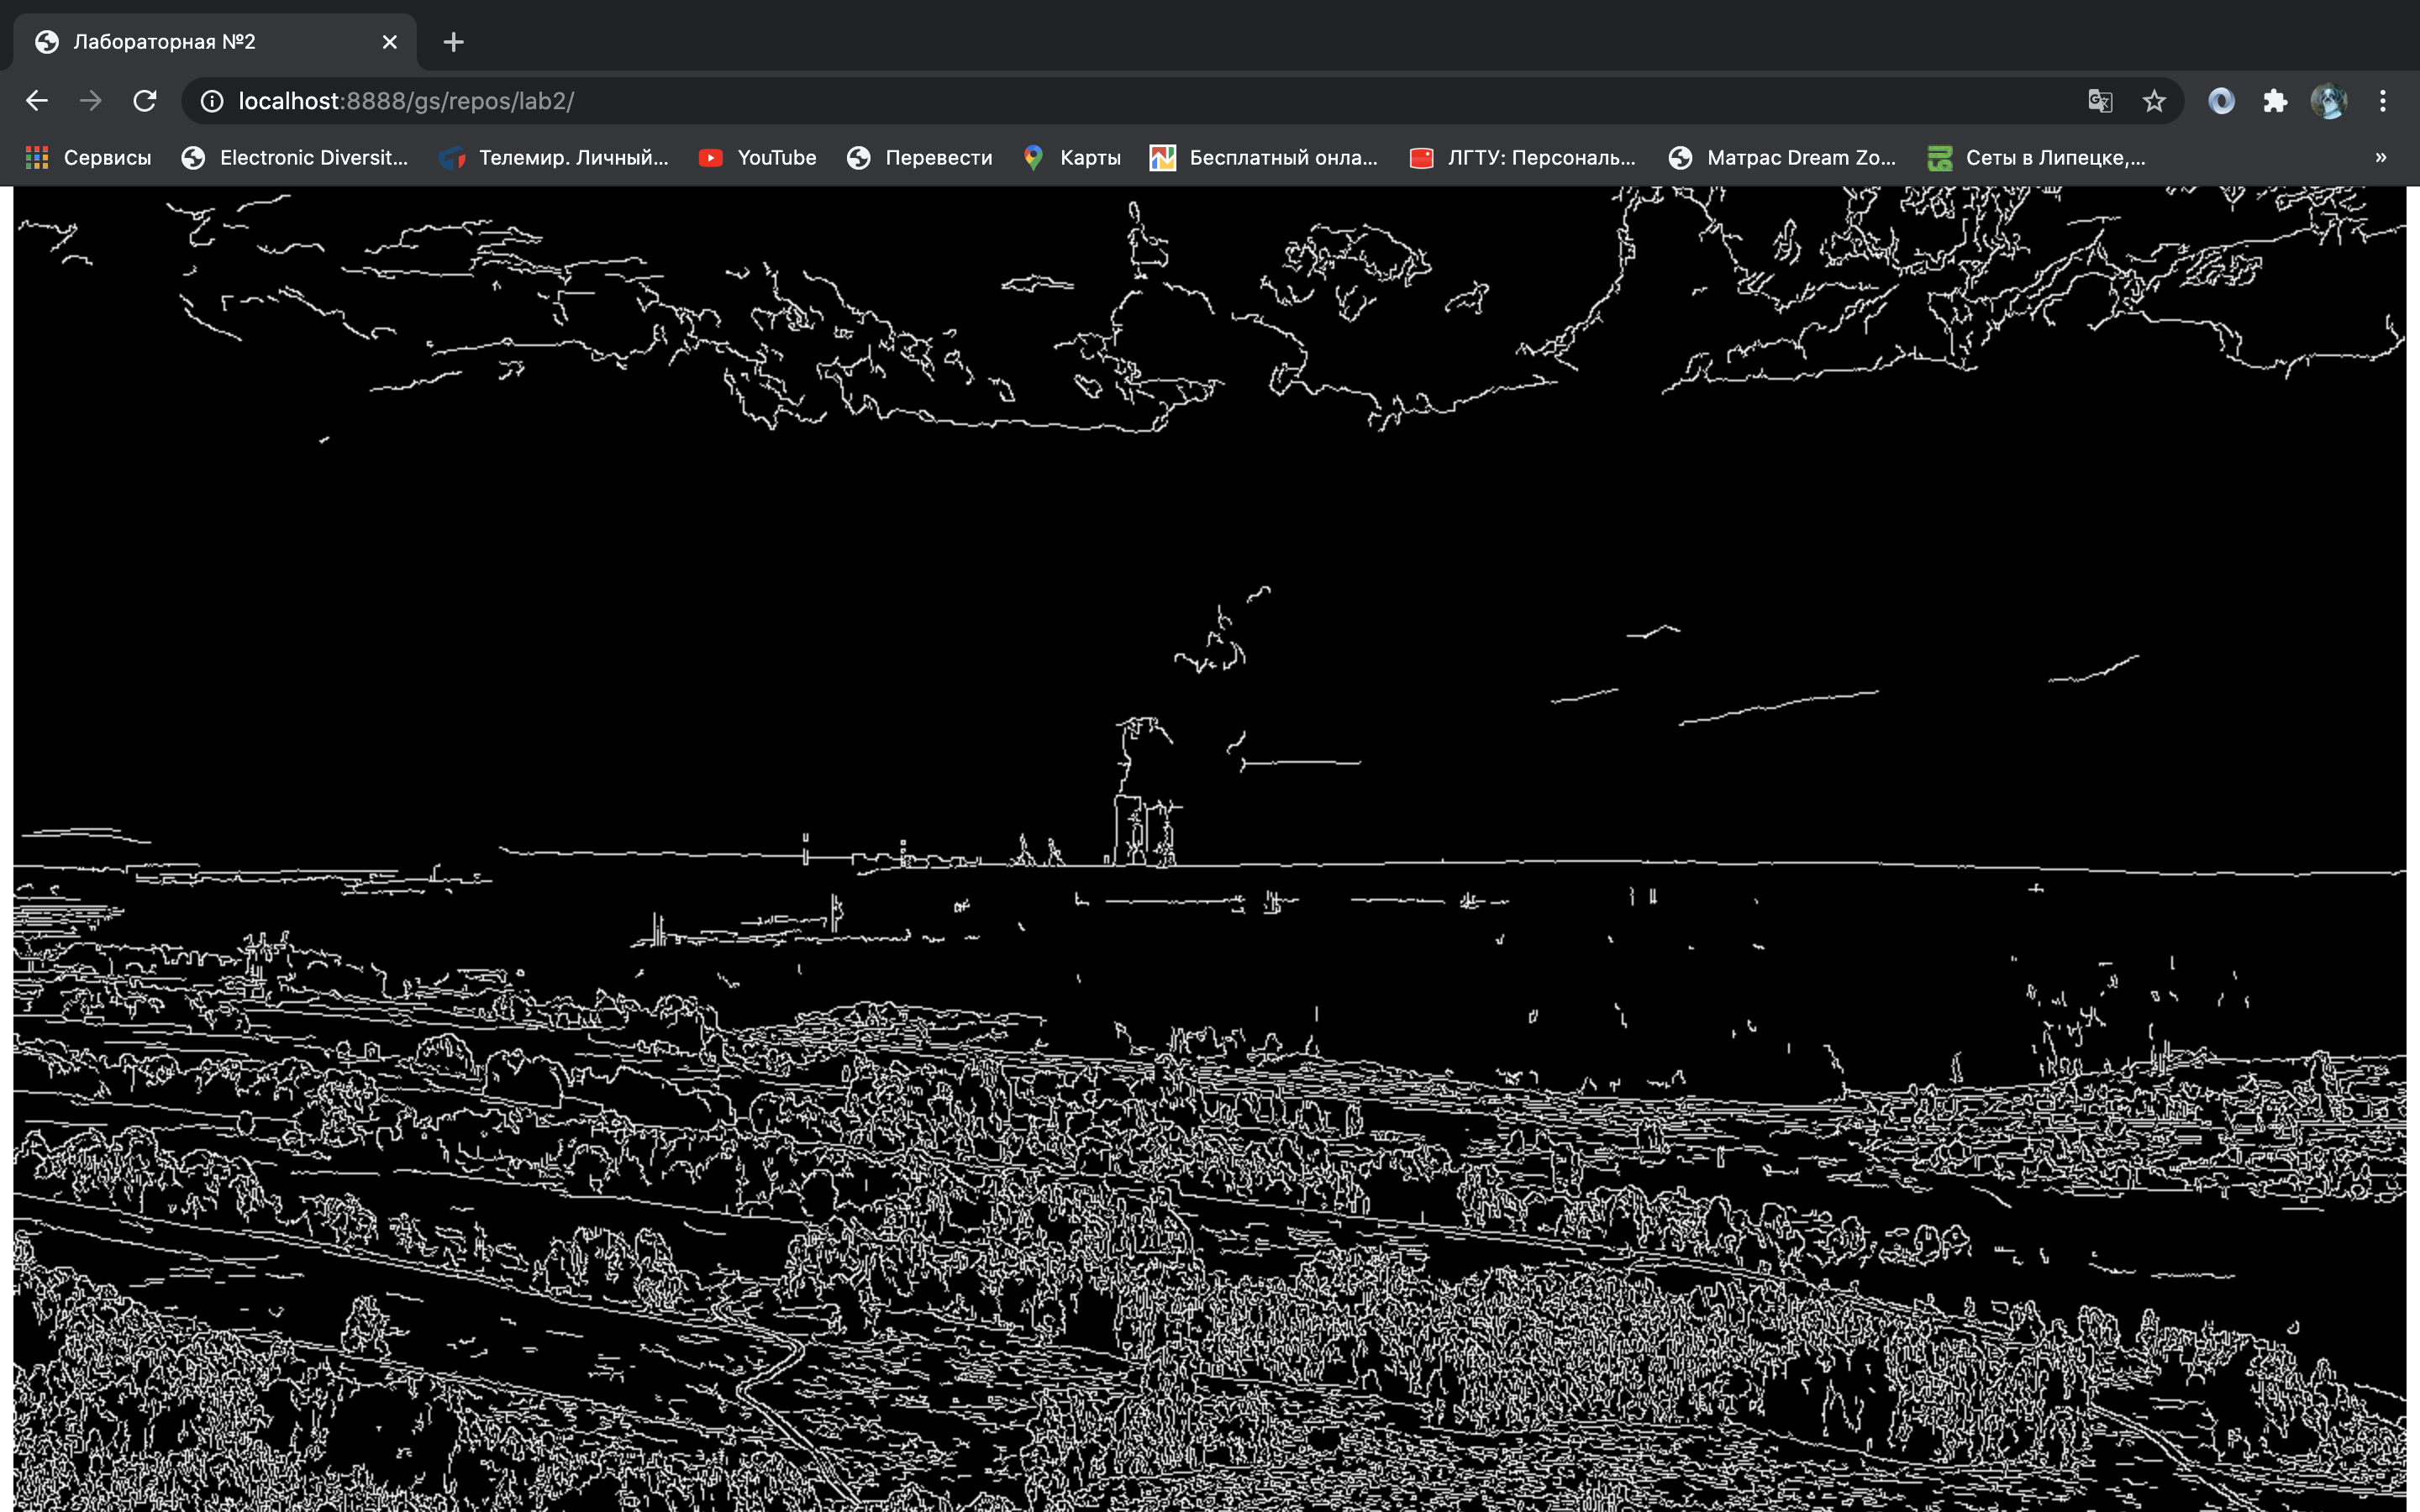 Лабораторная №2
localhost:8888/gs/repos/lab2/
Сервисы Electronic Diversit... Телемир. Личный... YouTube Перевести Карты Бесплатный онла... ЛГТУ: Персональ... Матрас Dream Zo... Сеты в Липецке,... »